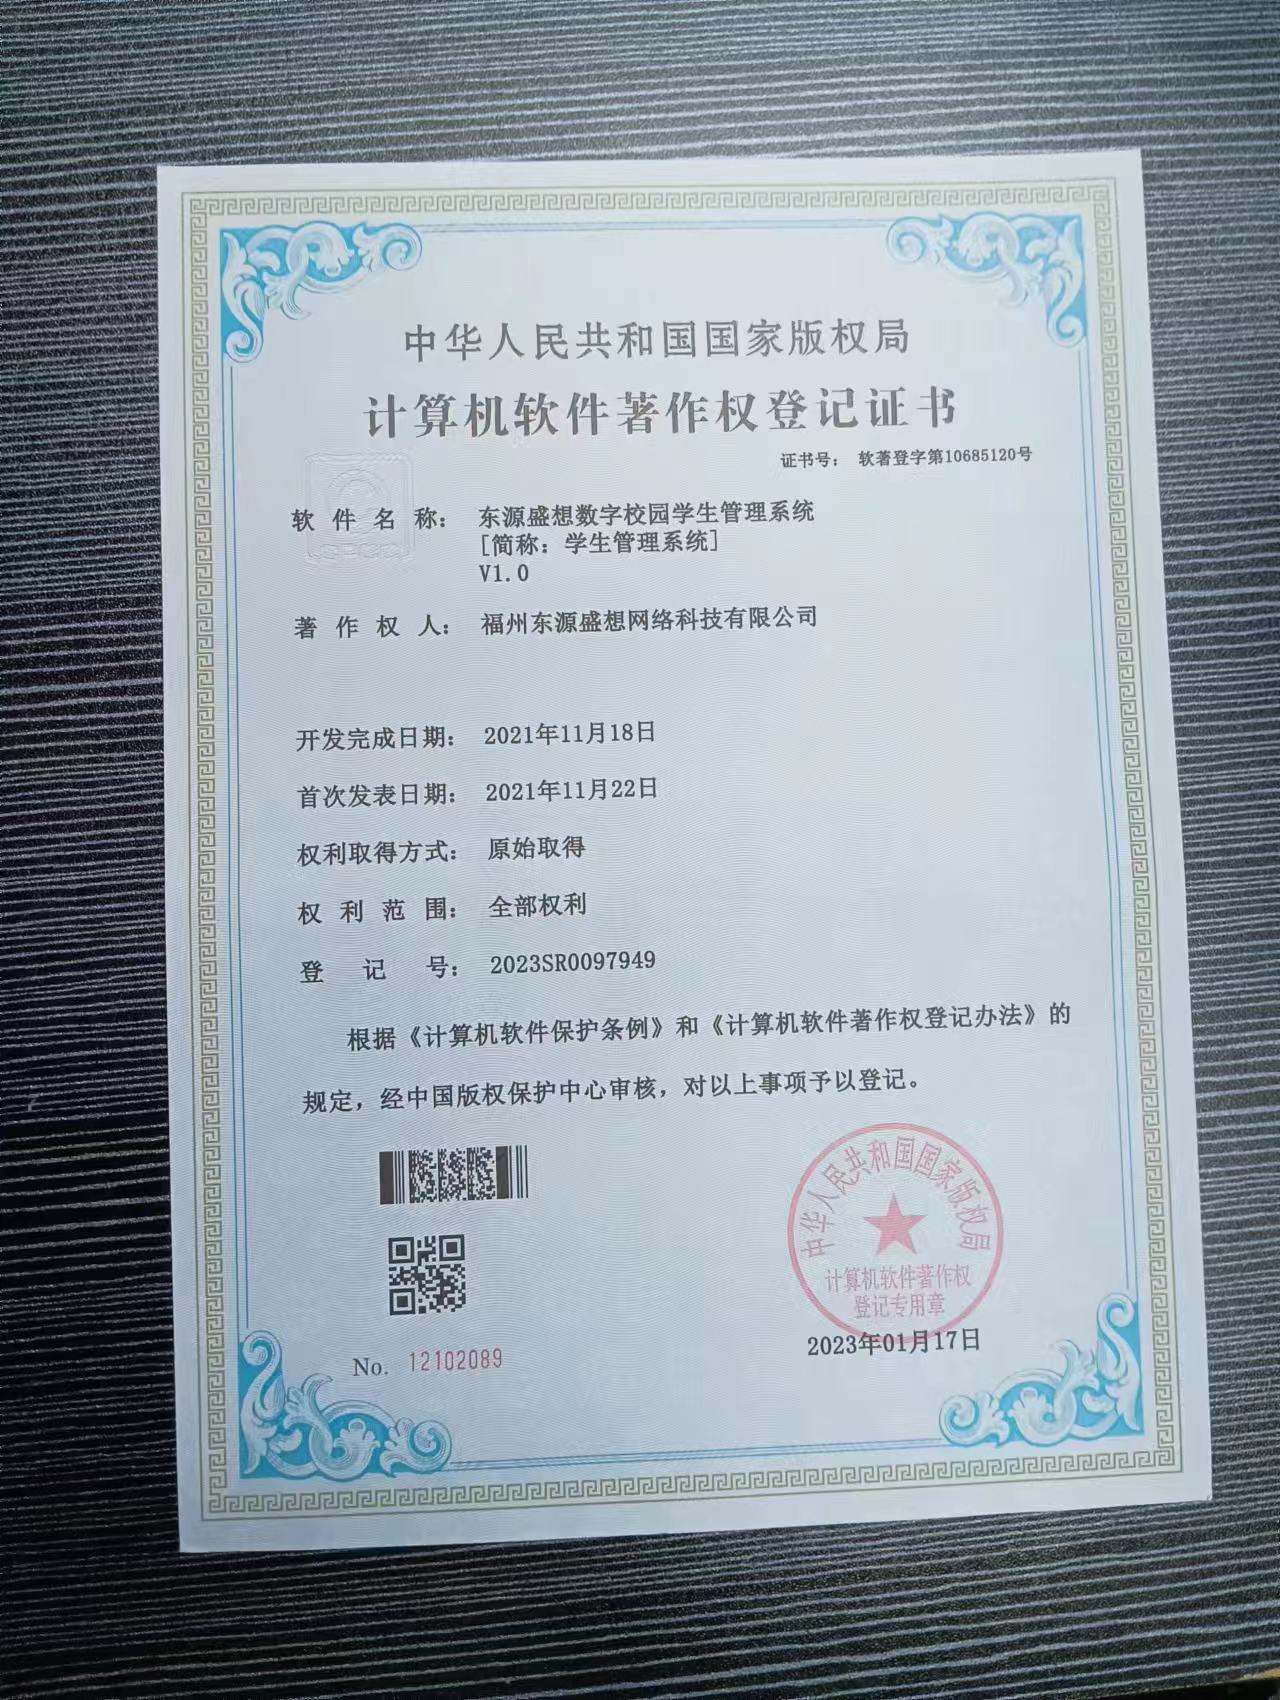 中华人民共和国国家版权局
计算机软件著作权登记证书
证书号： 软著登字第10685120号
软件名称： 东源盛想数字校园学生管理系统
[简称：学生管理系统]
V1.0
著作权人： 福州东源盛想网络科技有限公司
开发完成日期： 2021年11月18日
首次发表日期： 2021年11月22日
权利取得方式： 原始取得
权利范围： 全部权利
登记号： 2023SR0097949
根据《计算机软件保护条例》和《计算机软件著作权登记办法》的
规定，经中国版权保护中心审核，对以上事项予以登记。
中华人民共和国国家版权局
计算机软件著作权
登记专用章
2023年01月17日
No. 12102089